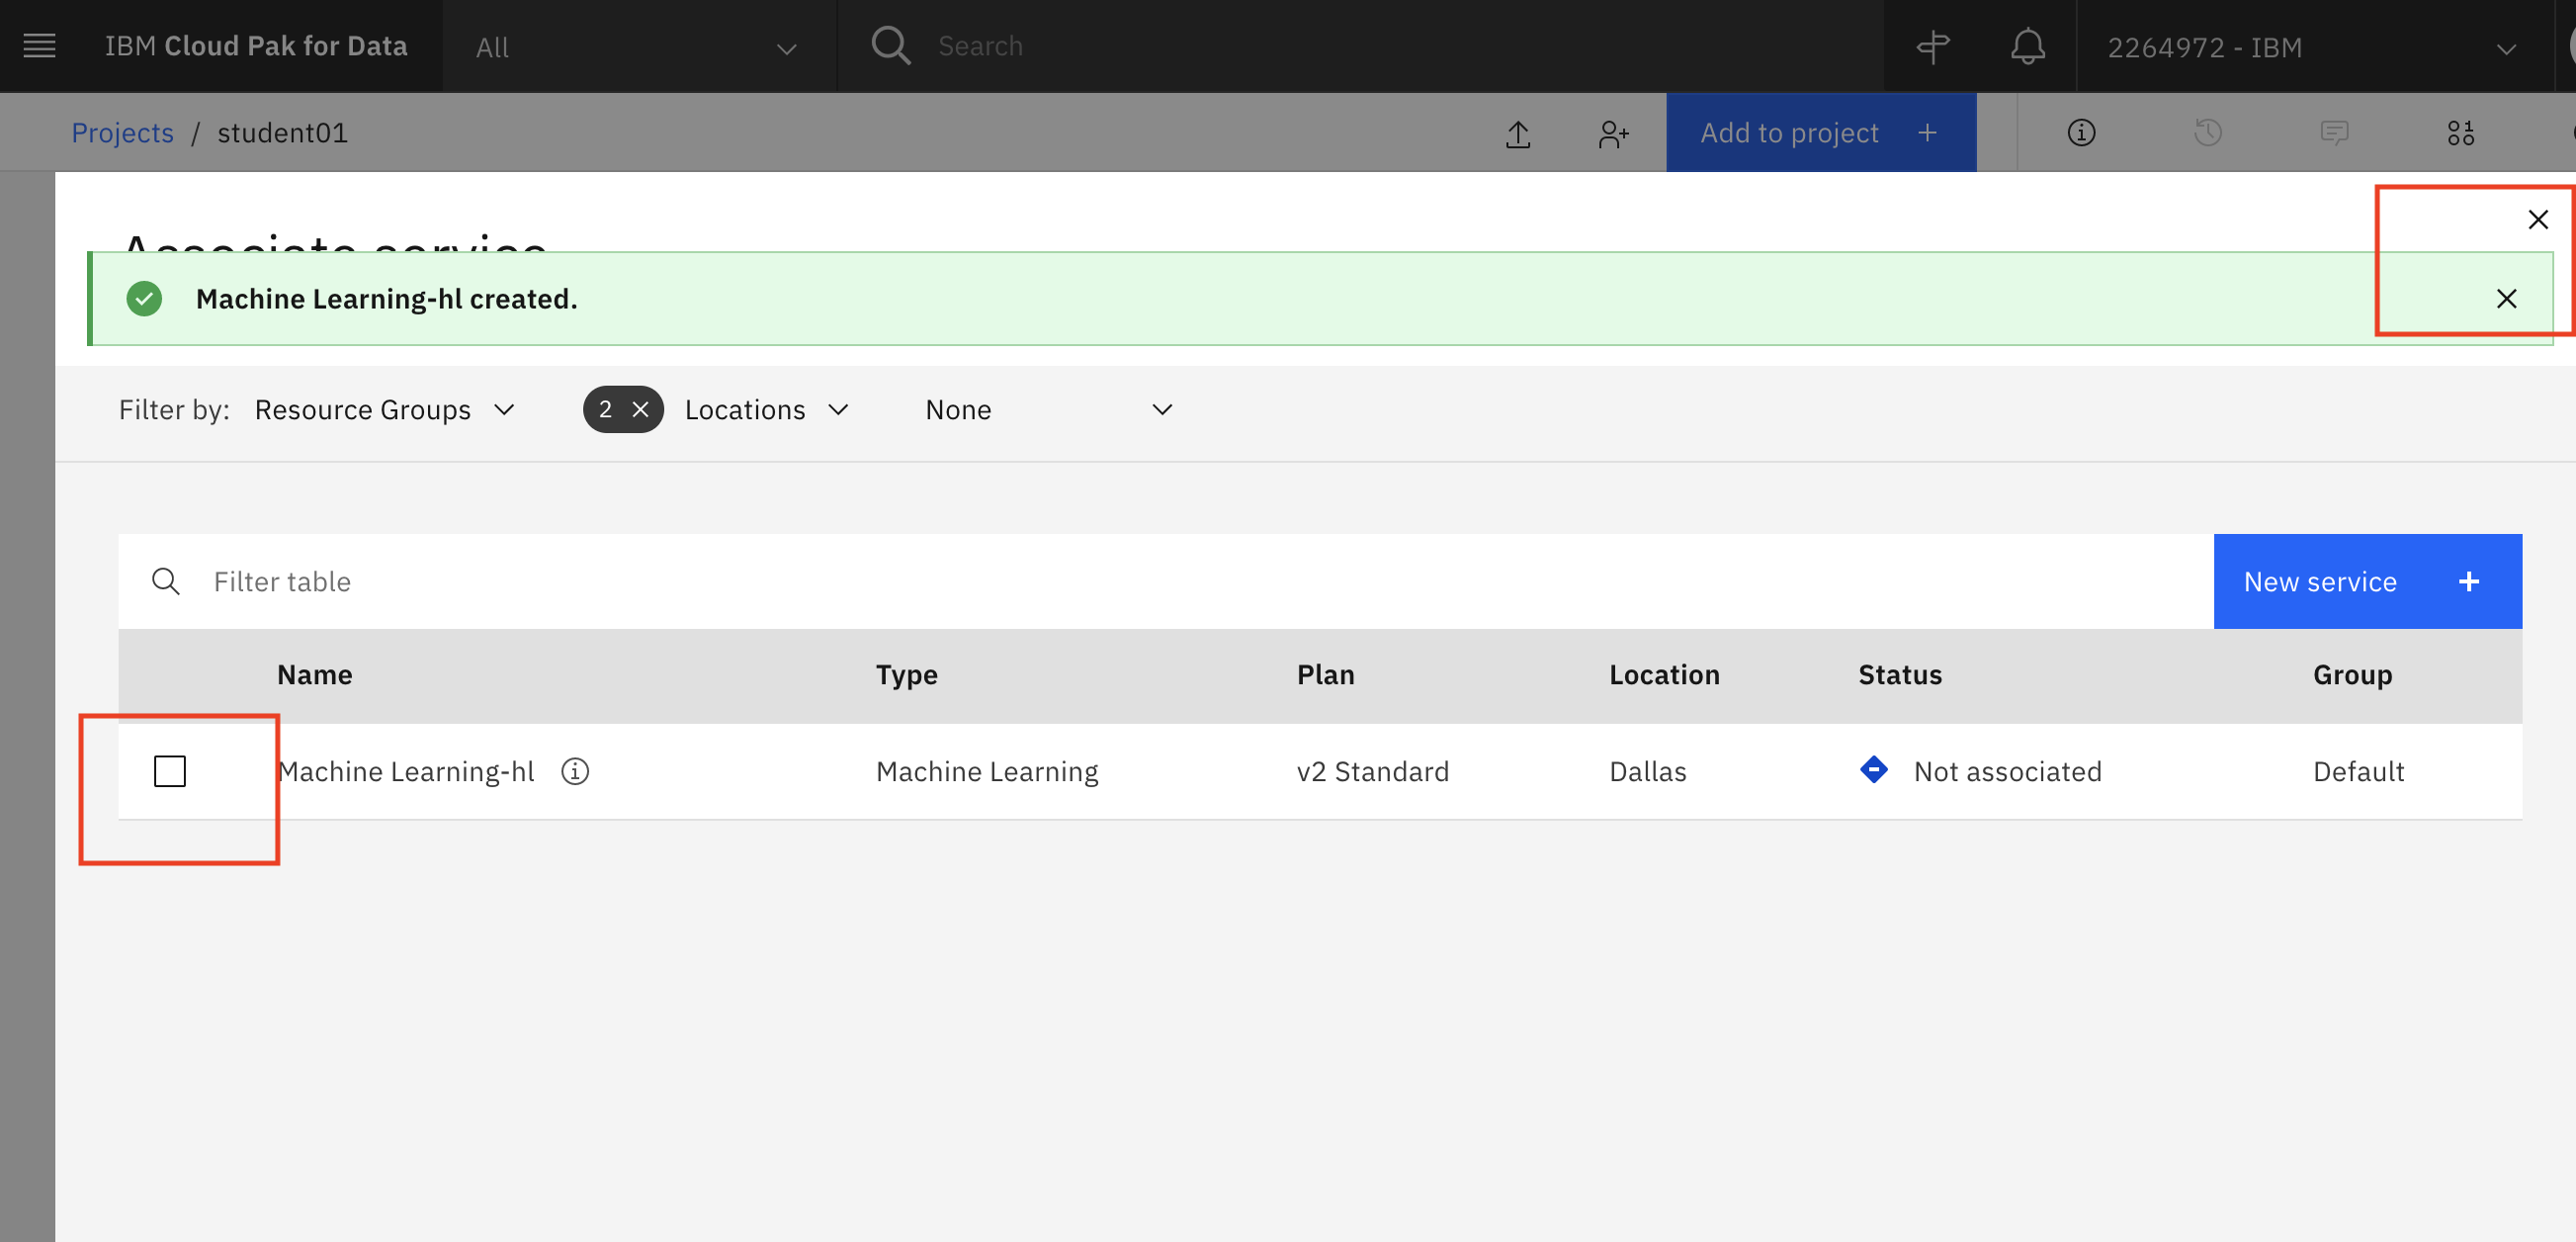 IBM Cloud Pak for Data
All
Search
2264972 - IBM
Projects / student01
Add to project +
Associate service
Machine Learning-hl created.
Filter by: Resource Groups
2
Locations
None
Filter table
New service +
Name Type Plan Location Status Group
Machine Learning-hl Machine Learning v2 Standard Dallas Not associated Default